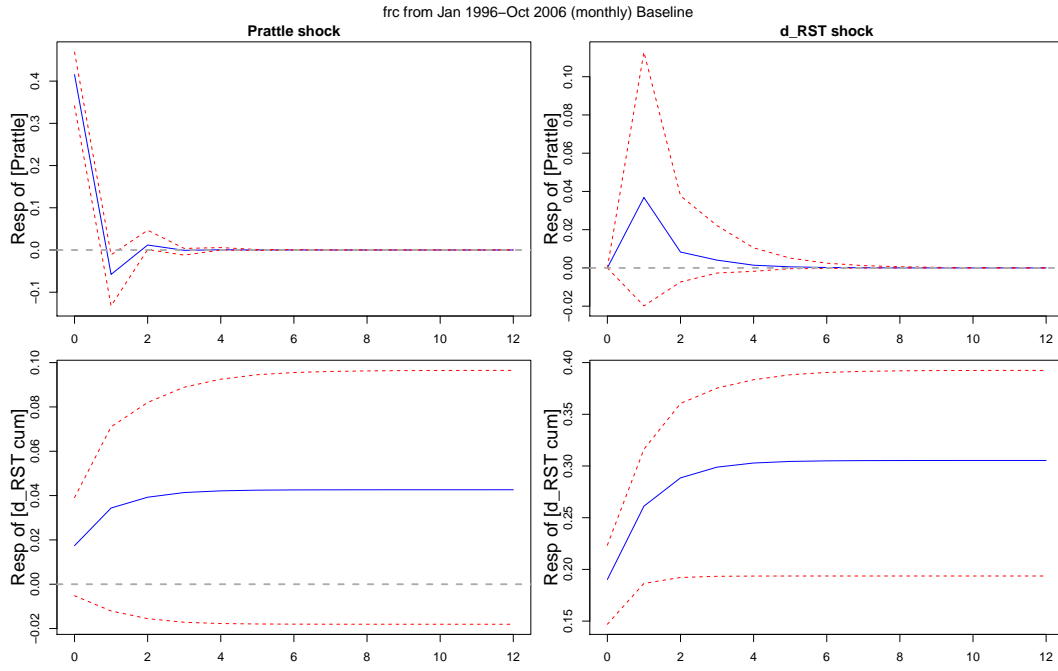 frc from Jan 1996−Oct 2006 (monthly) Baseline
Prattle shock
d_RST shock
Resp of [Prattle]
0.4
0.3
0.2
0.1
0.0
−0.1
0 2 4 6 8 10 12
Resp of [Prattle]
0.10
0.08
0.06
0.04
0.02
0.00
−0.02
0 2 4 6 8 10 12
Resp of [d_RST cum]
0.10
0.08
0.06
0.04
0.02
0.00
−0.02
0 2 4 6 8 10 12
Resp of [d_RST cum]
0.40
0.35
0.30
0.25
0.20
0.15
0 2 4 6 8 10 12